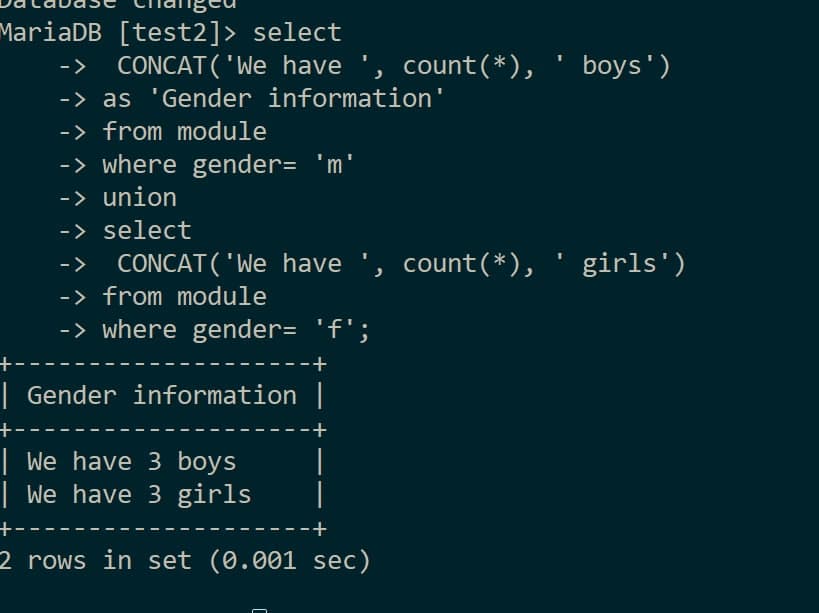 Database changed
MariaDB [test2]> select
    ->  CONCAT('We have ', count(*), ' boys')
    -> as 'Gender information'
    -> from module
    -> where gender= 'm'
    -> union
    -> select
    ->  CONCAT('We have ', count(*), ' girls')
    -> from module
    -> where gender= 'f';
+--------------------+
| Gender information |
+--------------------+
| We have 3 boys     |
| We have 3 girls    |
+--------------------+
2 rows in set (0.001 sec)